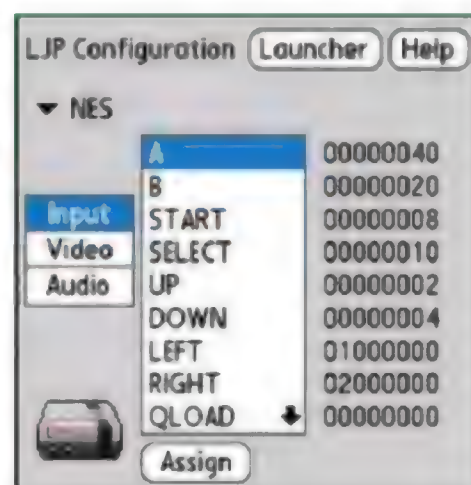 LJP Configuration Launcher Help
NES
A 00000040
B 00000020
START 00000008
SELECT 00000010
UP 00000002
DOWN 00000004
LEFT 01000000
RIGHT 02000000
QLOAD 00000000
Input
Video
Audio
Assign